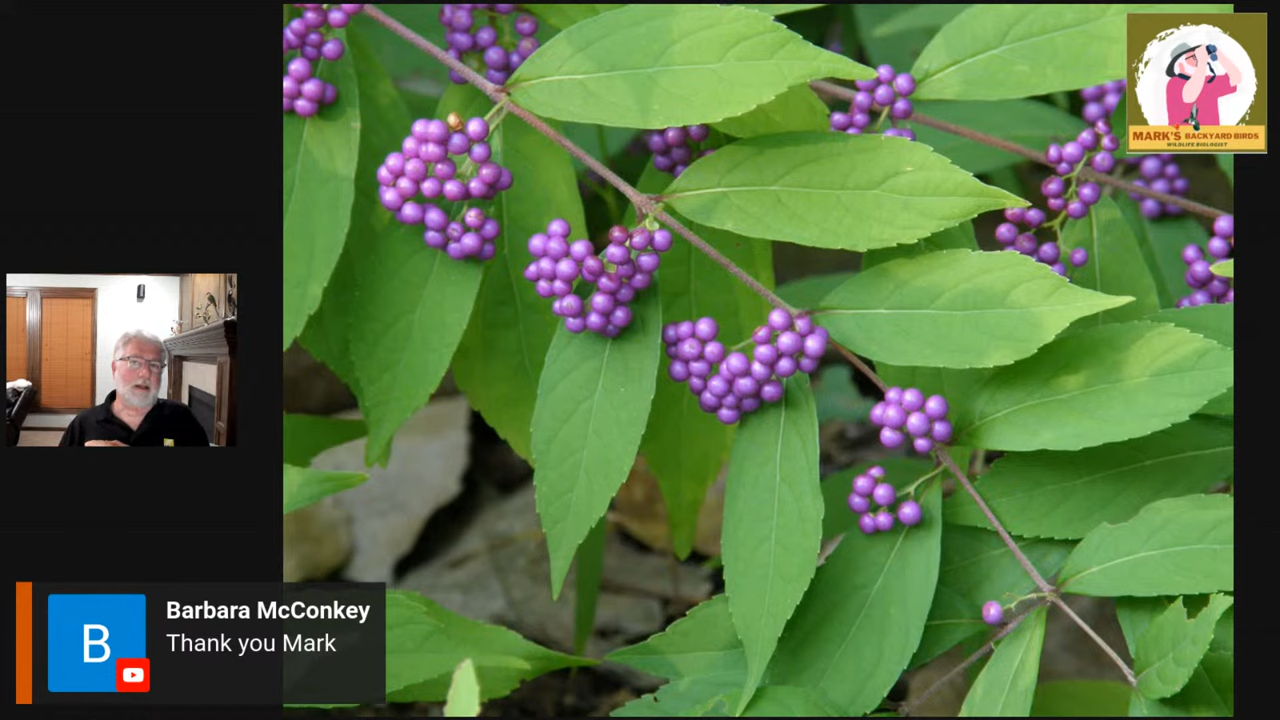 MARK'S BACKYARD BIRDS
WILDLIFE BIOLOGIST
B
Barbara McConkey
Thank you Mark